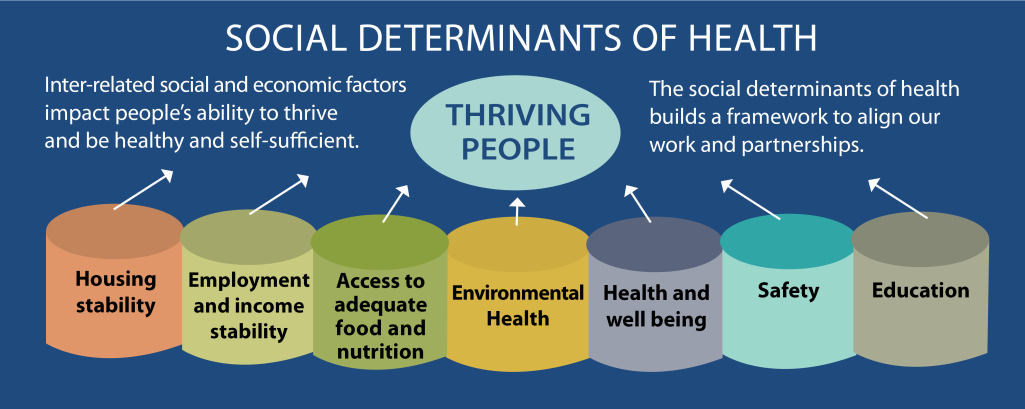 SOCIAL DETERMINANTS OF HEALTH
Inter-related social and economic factors
impact people's ability to thrive
and be healthy and self-sufficient.
THRIVING
PEOPLE
The social determinants of health
builds a framework to align our
work and partnerships.
Housing
stability
Employment
and income
stability
Access to
adequate
food and
nutrition
Environmental
Health
Health and
well being
Safety
Education